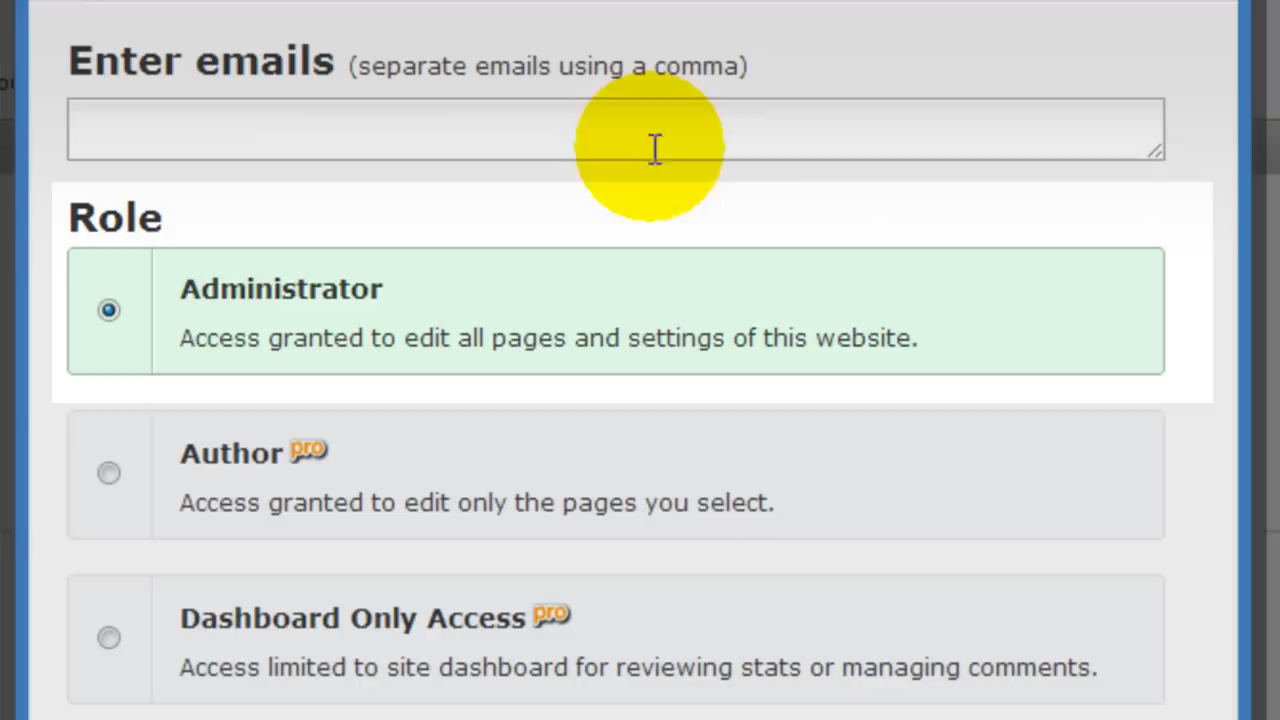 Enter emails (separate emails using a comma)
Role
Administrator
Access granted to edit all pages and settings of this website.
Author pro
Access granted to edit only the pages you select.
Dashboard Only Access pro
Access limited to site dashboard for reviewing stats or managing comments.